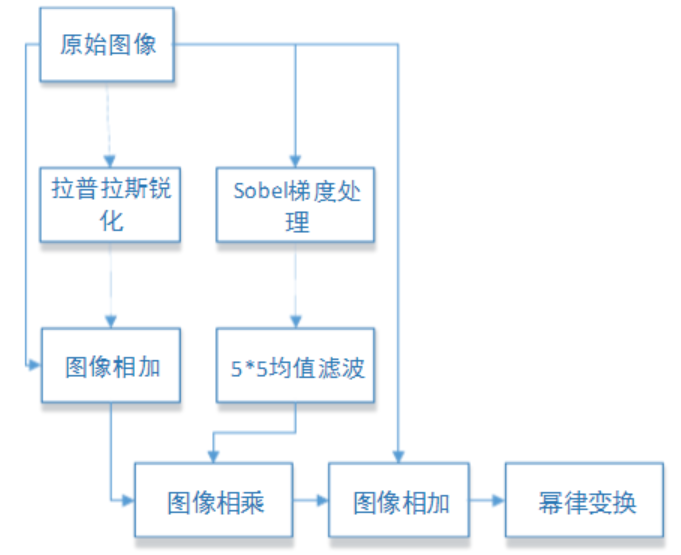 原始图像
拉普拉斯锐
化
Sobel梯度处
理
图像相加
5*5均值滤波
图像相乘
图像相加
幂律变换